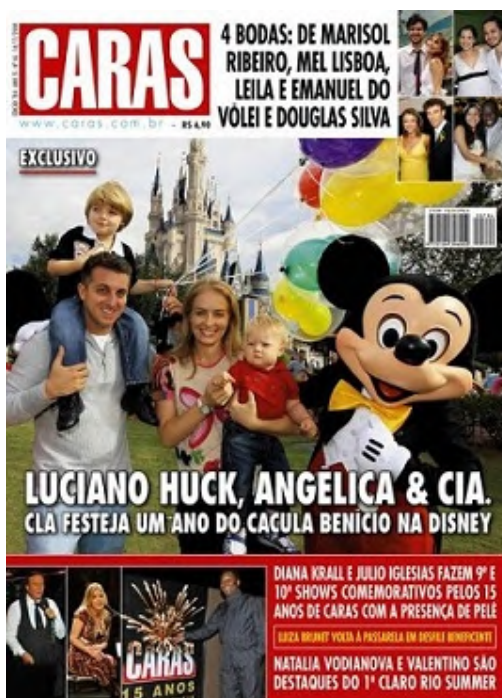 CARAS
www.caras.com.br - R$ 6,90
4 BODAS: DE MARISOL
RIBEIRO, MEL LISBOA,
LEILA E EMANUEL DO
VÔLEI E DOUGLAS SILVA
EXCLUSIVO
LUCIANO HUCK, ANGÉLICA & CIA.
CLÃ FESTEJA UM ANO DO CAÇULA BENÍCIO NA DISNEY
CARAS
15 ANOS
DIANA KRALL E JULIO IGLESIAS FAZEM 9º E
10º SHOWS COMEMORATIVOS PELOS 15
ANOS DE CARAS COM A PRESENÇA DE PELÉ
LUIZA BRUNET VOLTA À PASSARELA EM DESFILE BENEFICENTE
NATALIA VODIANOVA E VALENTINO SÃO
DESTAQUES DO 1º CLARO RIO SUMMER